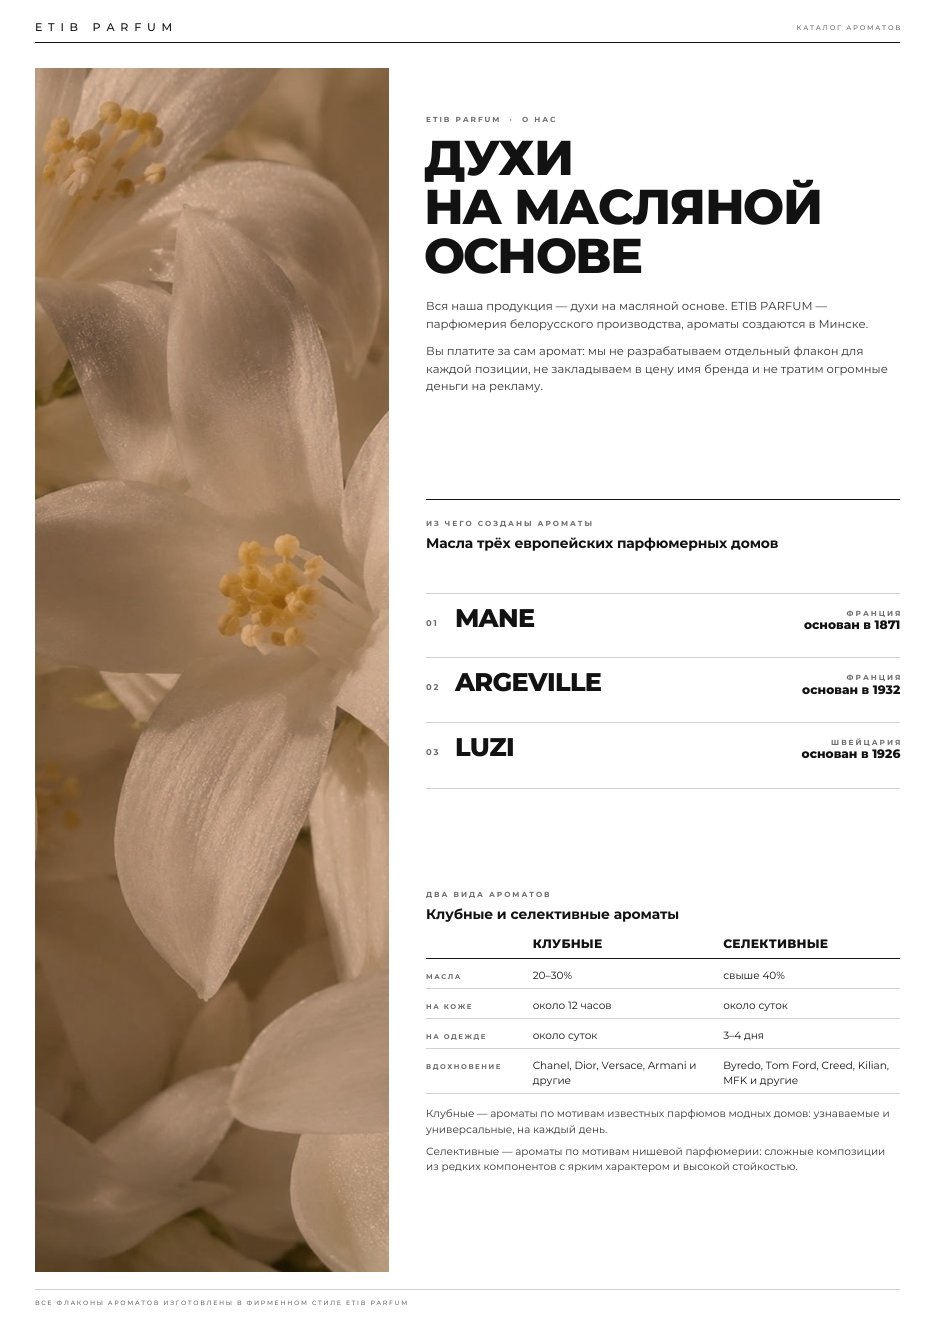 ETIB PARFUM
КАТАЛОГ АРОМАТОВ
ETIB PARFUM · О НАС
ДУХИ
НА МАСЛЯНОЙ
ОСНОВЕ
Вся наша продукция — духи на масляной основе. ETIB PARFUM —
парфюмерия белорусского производства, ароматы создаются в Минске.
Вы платите за сам аромат: мы не разрабатываем отдельный флакон для
каждой позиции, не закладываем в цену имя бренда и не тратим огромные
деньги на рекламу.
ИЗ ЧЕГО СОЗДАНЫ АРОМАТЫ
Масла трёх европейских парфюмерных домов
01 MANE
ФРАНЦИЯ
основан в 1871
02 ARGEVILLE
ФРАНЦИЯ
основан в 1932
03 LUZI
ШВЕЙЦАРИЯ
основан в 1926
ДВА ВИДА АРОМАТОВ
Клубные и селективные ароматы
КЛУБНЫЕ СЕЛЕКТИВНЫЕ
МАСЛА 20–30% свыше 40%
НА КОЖЕ около 12 часов около суток
НА ОДЕЖДЕ около суток 3–4 дня
ВДОХНОВЕНИЕ Chanel, Dior, Versace, Armani и Byredo, Tom Ford, Creed, Kilian,
другие MFK и другие
Клубные — ароматы по мотивам известных парфюмов модных домов: узнаваемые и
универсальные, на каждый день.
Селективные — ароматы по мотивам нишевой парфюмерии: сложные композиции
из редких компонентов с ярким характером и высокой стойкостью.
ВСЕ ФЛАКОНЫ АРОМАТОВ ИЗГОТОВЛЕНЫ В ФИРМЕННОМ СТИЛЕ ETIB PARFUM